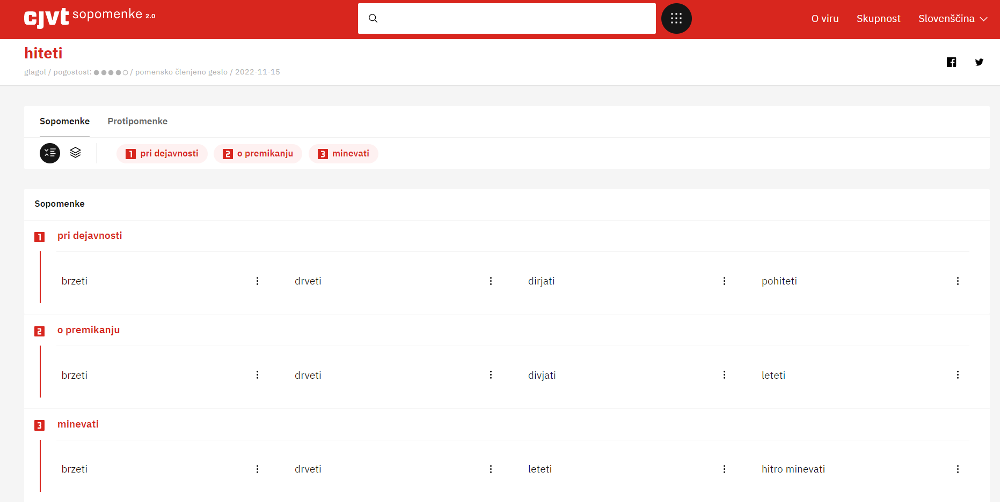 cjvt sopomenke 2.0
O viru
Skupnost
Slovenščina
hiteti
glagol / pogostost: / pomensko členjeno geslo / 2022-11-15
Sopomenke
Protipomenke
1 pri dejavnosti
2 o premikanju
3 minevati
Sopomenke
1 pri dejavnosti
brzeti
drveti
dirjati
pohiteti
2 o premikanju
brzeti
drveti
divjati
leteti
3 minevati
brzeti
drveti
leteti
hitro minevati